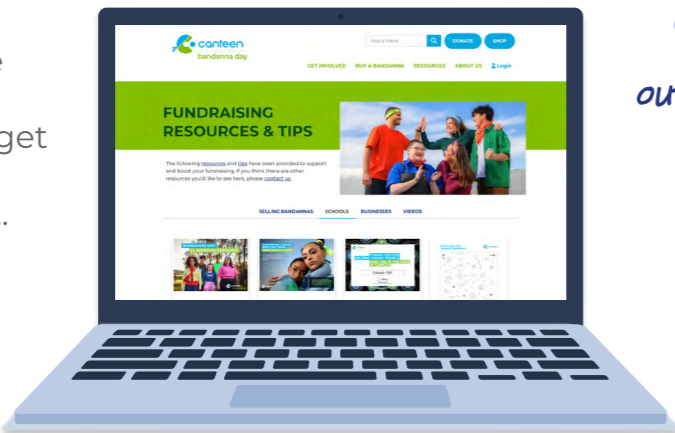 get
.
canteen
bandanna day
Find a friend
DONATE
SHOP
GET INVOLVED
BUY A BANDANNA
RESOURCES
ABOUT US
Login
FUNDRAISING
RESOURCES & TIPS
The following resources and tips have been provided to support
and boost your fundraising. If you think there are other
resources you'd like to see here, please contact us
SELLING BANDANNAS
SCHOOLS
BUSINESSES
VIDEOS